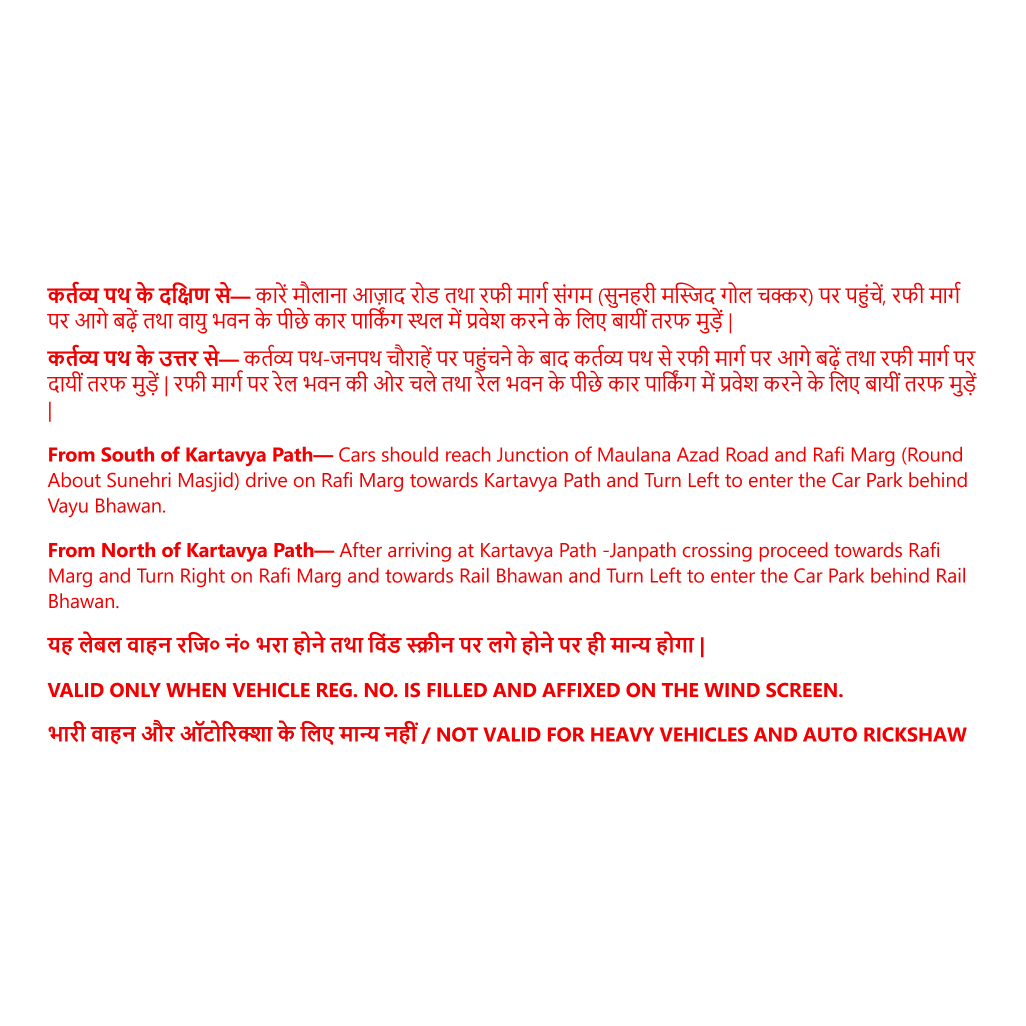 कर्तव्य पथ के दक्षिण से— कारें मौलाना आज़ाद रोड तथा रफी मार्ग संगम (सुनहरी मस्जिद गोल चक्कर) पर पहुंचें, रफी मार्ग
पर आगे बढ़ें तथा वायु भवन के पीछे कार पार्किंग स्थल में प्रवेश करने के लिए बायीं तरफ मुड़ें |
कर्तव्य पथ के उत्तर से— कर्तव्य पथ-जनपथ चौराहें पर पहुंचने के बाद कर्तव्य पथ से रफी मार्ग पर आगे बढ़ें तथा रफी मार्ग पर
दायीं तरफ मुड़ें | रफी मार्ग पर रेल भवन की ओर चले तथा रेल भवन के पीछे कार पार्किंग में प्रवेश करने के लिए बायीं तरफ मुड़ें
|
From South of Kartavya Path— Cars should reach Junction of Maulana Azad Road and Rafi Marg (Round
About Sunehri Masjid) drive on Rafi Marg towards Kartavya Path and Turn Left to enter the Car Park behind
Vayu Bhawan.
From North of Kartavya Path— After arriving at Kartavya Path -Janpath crossing proceed towards Rafi
Marg and Turn Right on Rafi Marg and towards Rail Bhawan and Turn Left to enter the Car Park behind Rail
Bhawan.
यह लेबल वाहन रजि० नं० भरा होने तथा विंड स्क्रीन पर लगे होने पर ही मान्य होगा |
VALID ONLY WHEN VEHICLE REG. NO. IS FILLED AND AFFIXED ON THE WIND SCREEN.
भारी वाहन और ऑटोरिक्शा के लिए मान्य नहीं / NOT VALID FOR HEAVY VEHICLES AND AUTO RICKSHAW